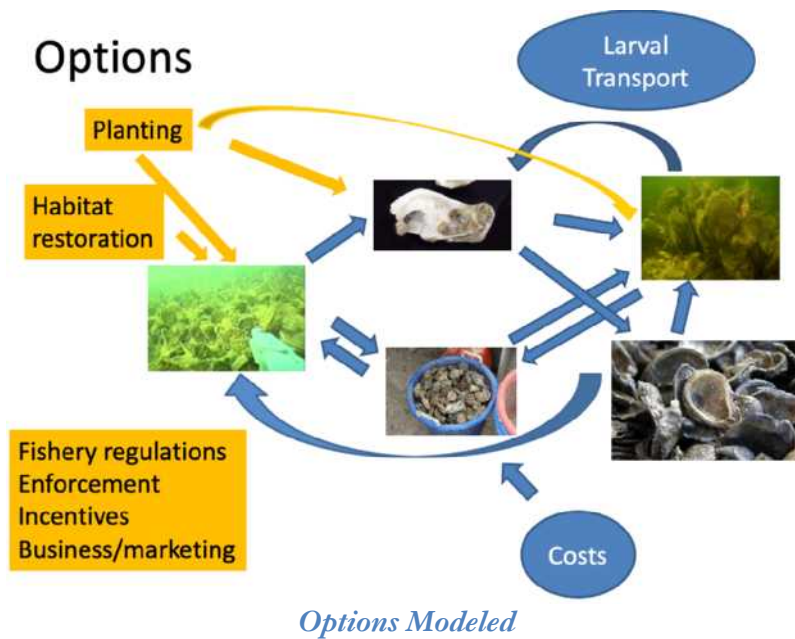 Options
Larval
Transport
Planting
Habitat
restoration
Fishery regulations
Enforcement
Incentives
Business/marketing
Costs
Options Modeled